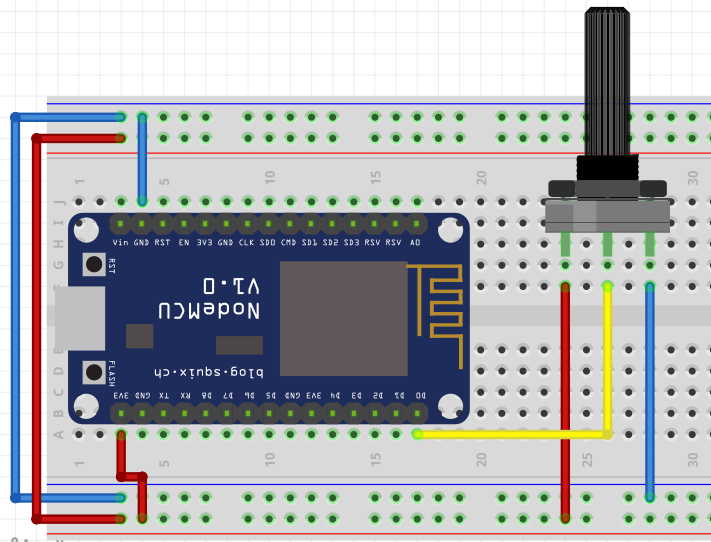 1 5 10 15 20 30
J
I
H
G
Vin GND RST EN 3V3 GND CLK SD0 CMD SD1 SD2 SD3 RSV RSV A0
RST
V1.0
NodeMCU
blog.squix.ch
FLASH
3V3 GND TX RX D8 D7 D6 D5 GND 3V3 D4 D3 D2 D1 D0
D
C
B
A
1 5 10 15 20 25 30